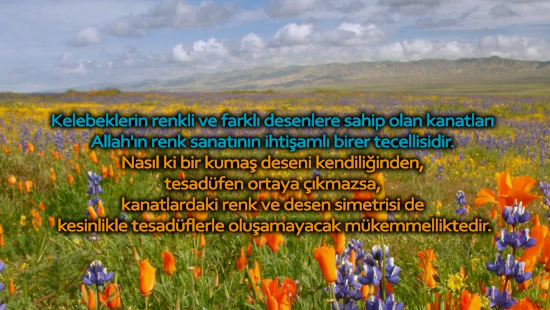 Kelebeklerin renkli ve farklı desenlere sahip olan kanatları
Allah'ın renk sanatının ihtişamlı birer tecellisidir.
Nasıl ki bir kumaş deseni kendiliğinden,
tesadüfen ortaya çıkmazsa,
kanatlardaki renk ve desen simetrisi de
kesinlikle tesadüflerle oluşamayacak mükemmelliktedir.